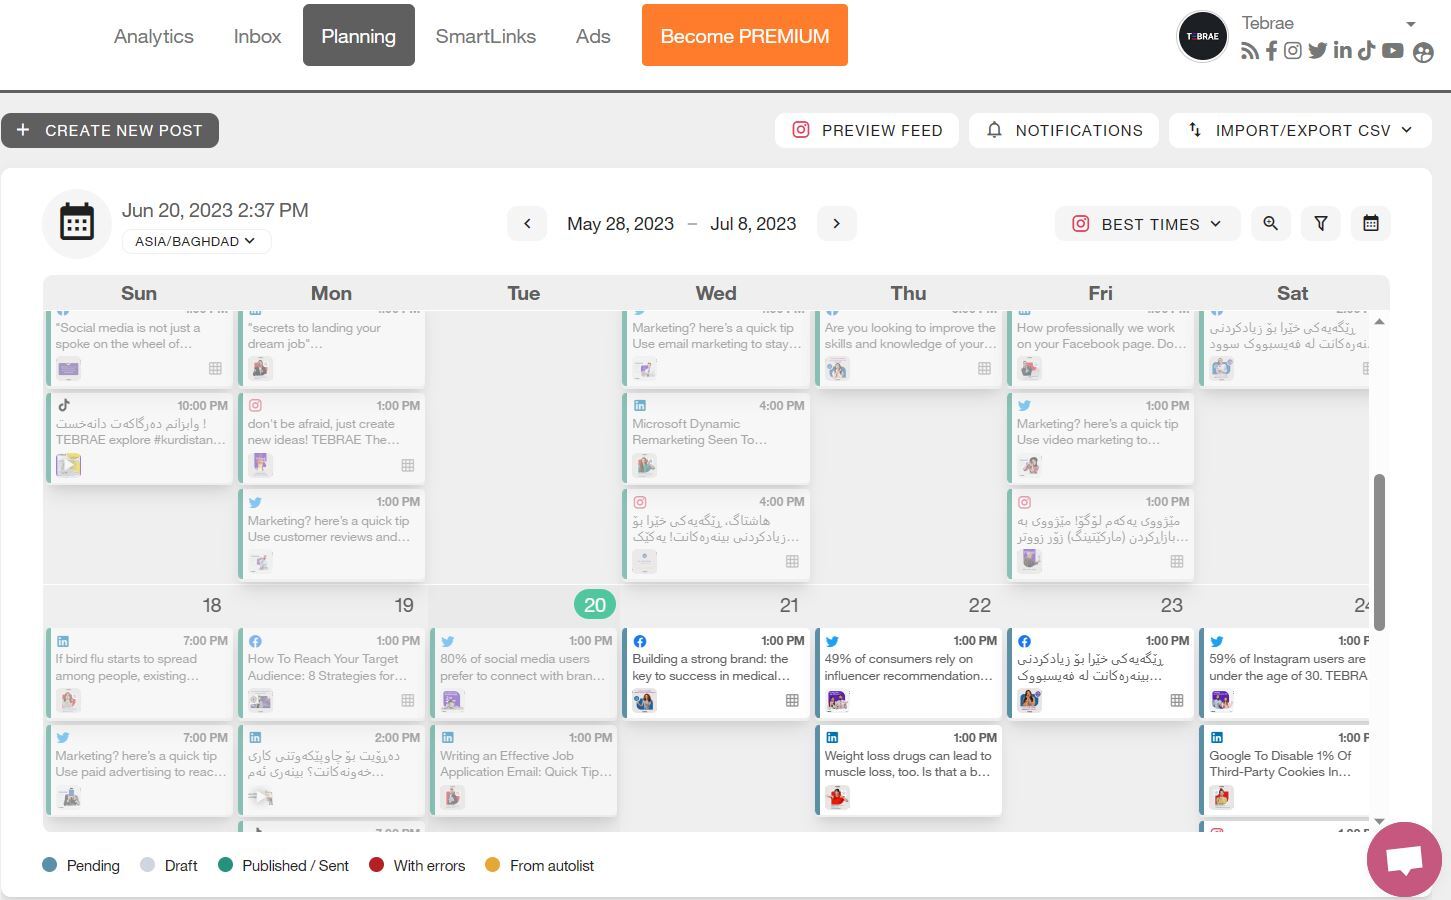 Analytics
Inbox
Planning
SmartLinks
Ads
Become PREMIUM
TEBRAE
Tebrae
+ CREATE NEW POST
PREVIEW FEED
NOTIFICATIONS
IMPORT/EXPORT CSV
Jun 20, 2023 2:37 PM
ASIA/BAGHDAD
May 28, 2023 – Jul 8, 2023
BEST TIMES
Sun
Mon
Tue
Wed
Thu
Fri
Sat
"Social media is not just a
spoke on the wheel of…
"secrets to landing your
dream job"…
Marketing? here's a quick tip
Use email marketing to stay…
Are you looking to improve the
skills and knowledge of your…
How professionally we work
on your Facebook page. Do…
ڕێگەیەکی خێرا بۆ زیادکردنی
لە فەیسبووک سوود
10:00 PM
وابزانم دەرگاکەت دانەخست !
TEBRAE explore #kurdistan…
1:00 PM
don't be afraid, just create
new ideas! TEBRAE The…
4:00 PM
Microsoft Dynamic
Remarketing Seen To…
1:00 PM
Marketing? here's a quick tip
Use video marketing to…
1:00 PM
Marketing? here's a quick tip
Use customer reviews and…
4:00 PM
هاشتاگ، ڕێگەیەکی خێرا بۆ
زیادکردنی بینەرەکانت! یەکێک…
1:00 PM
مێژووی یەکەم لۆگۆ! مێژووی بە
بازاڕکردن (مارکێتینگ) زۆر زووتر…
18
19
20
21
22
23
7:00 PM
If bird flu starts to spread
among people, existing…
1:00 PM
How To Reach Your Target
Audience: 8 Strategies for…
1:00 PM
80% of social media users
prefer to connect with bran…
1:00 PM
Building a strong brand: the
key to success in medical…
1:00 PM
49% of consumers rely on
influencer recommendation…
1:00 PM
ڕێگەیەکی خێرا بۆ زیادکردنی
بینەرەکانت لە فەیسبووک…
1:00 P
59% of Instagram users are
under the age of 30. TEBRA
7:00 PM
Marketing? here's a quick tip
Use paid advertising to reac…
2:00 PM
دەڕۆیت بۆ چاوپێکەوتنی کاری
خەونەکانت؟ بینەری ئەم…
1:00 PM
Writing an Effective Job
Application Email: Quick Tip…
1:00 PM
Weight loss drugs can lead to
muscle loss, too. Is that a b…
1:00 P
Google To Disable 1% Of
Third-Party Cookies In…
Pending
Draft
Published / Sent
With errors
From autolist